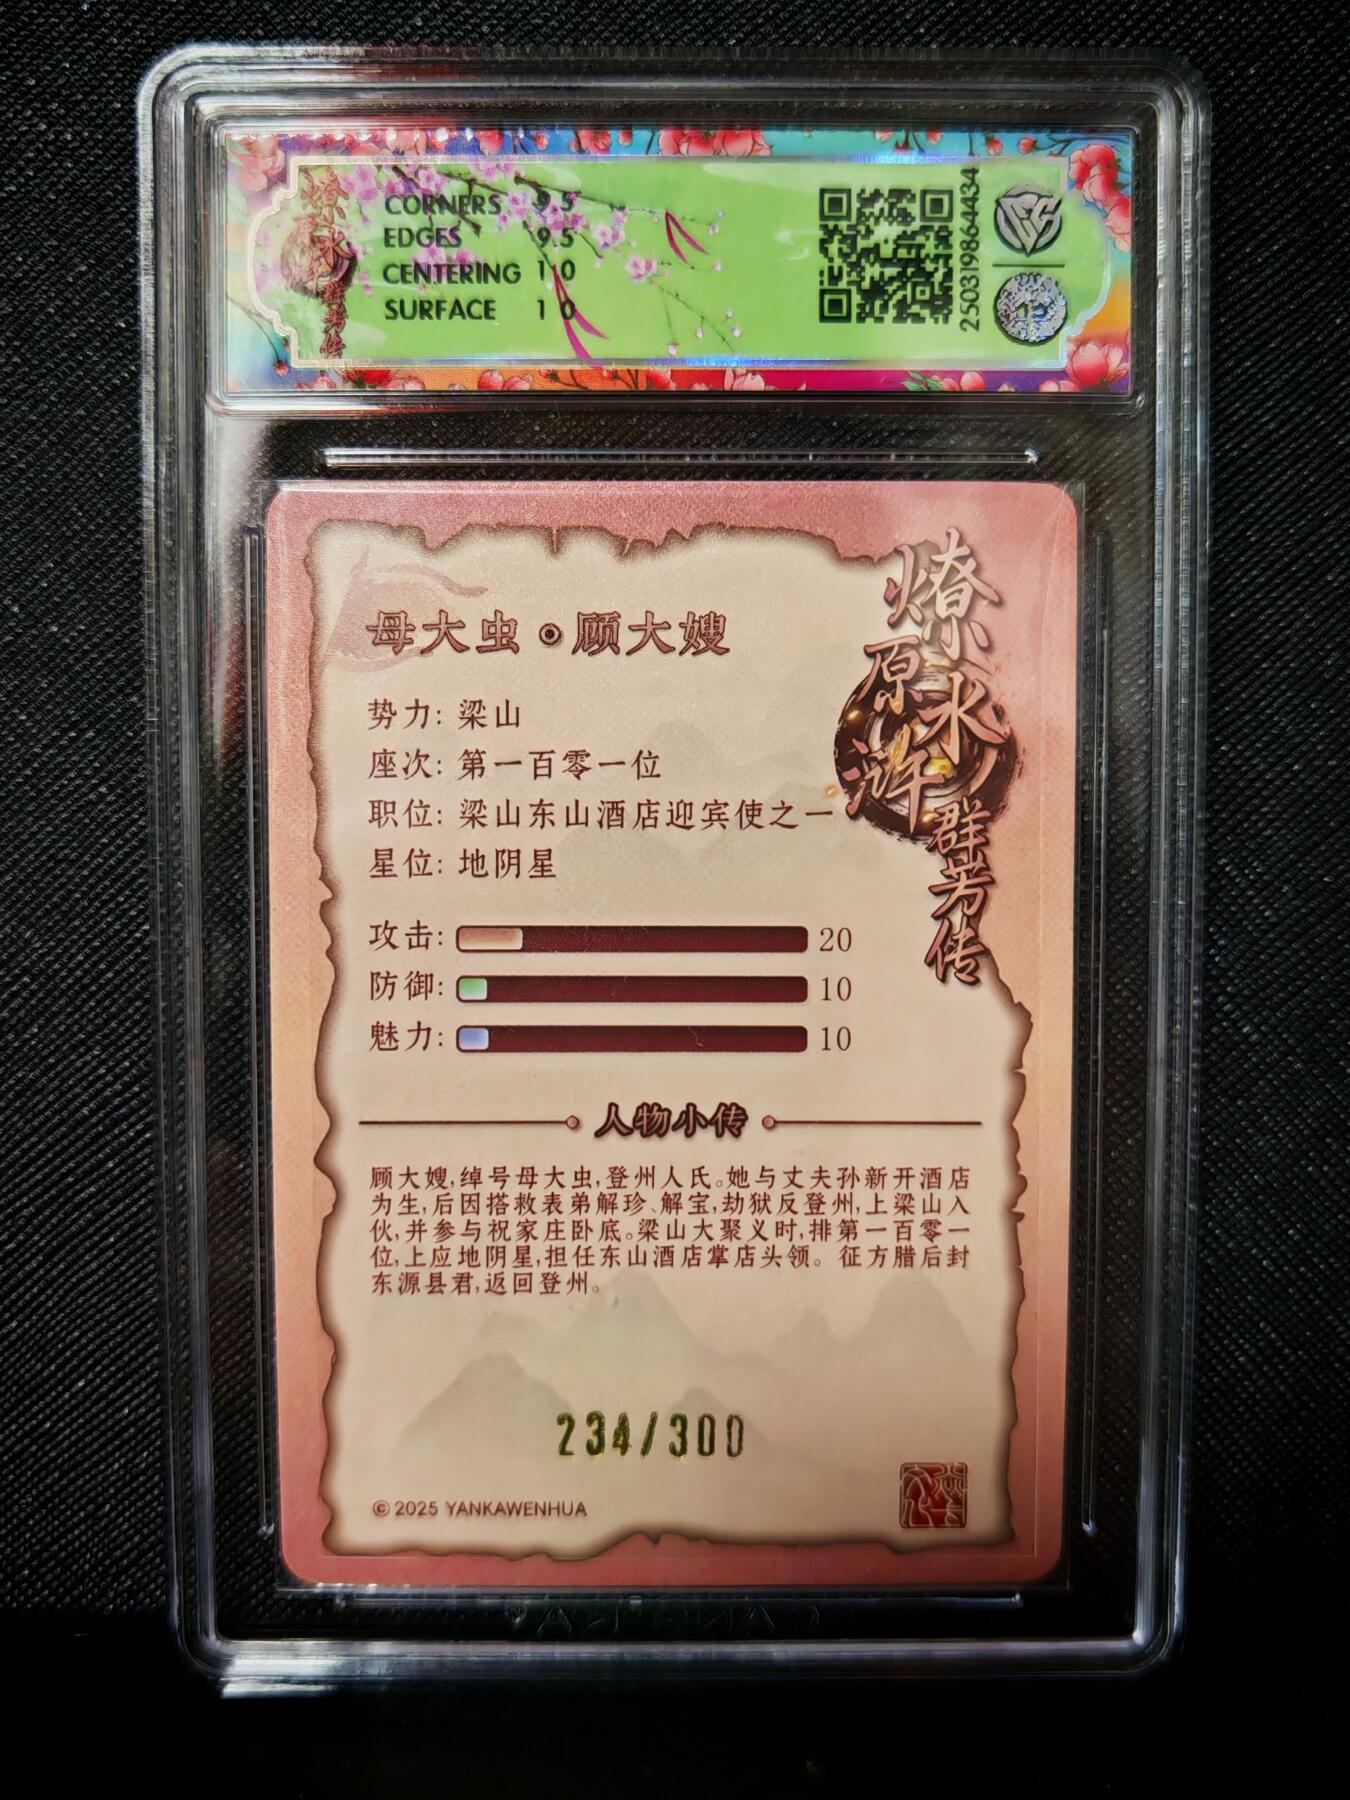 CORNERS 9.5
EDGES 9.5
CENTERING 10
SURFACE 10
250319864434
燎原水浒群芳传
母大虫·顾大嫂
势力: 梁山
座次: 第一百零一位
职位: 梁山东山酒店迎宾使之一
星位: 地阴星
攻击: 20
防御: 10
魅力: 10
人物小传
顾大嫂,绰号母大虫,登州人氏。她与丈夫孙新开酒店
为生,后因搭救表弟解珍、解宝,劫狱反登州,上梁山入
伙,并参与祝家庄卧底。梁山大聚义时,排第一百零一
位,上应地阴星,担任东山酒店掌店头领。征方腊后封
东源县君,返回登州。
234/300
© 2025 YANKAWENHUA